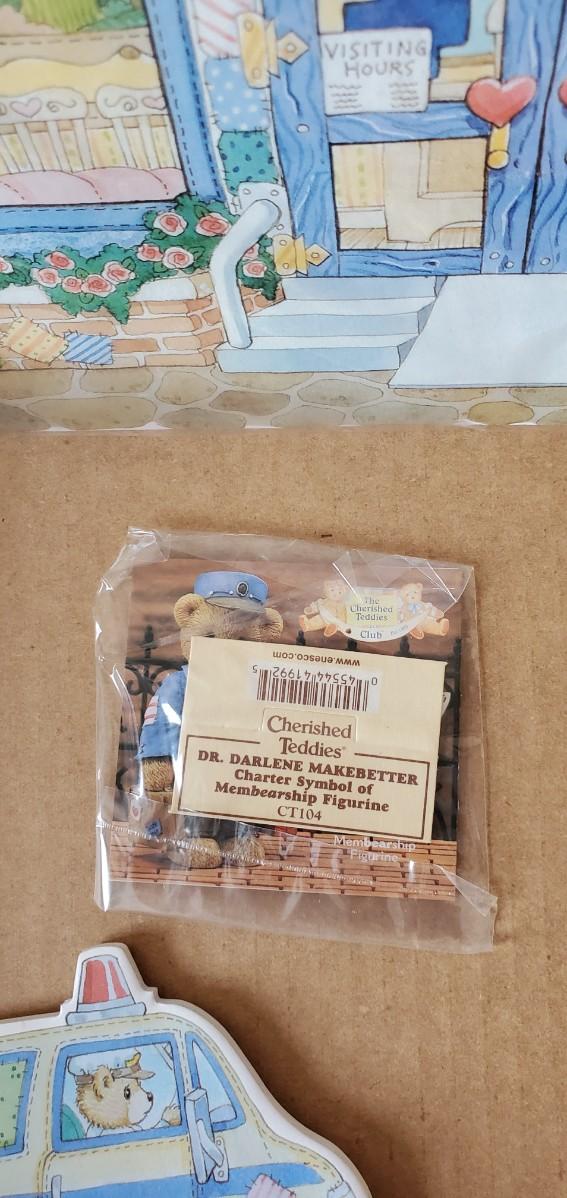 VISITING
HOURS
The
Cherished
Teddies
Club
www.enesco.com
0 45544 41992 5
Cherished
Teddies®
DR. DARLENE MAKEBETTER
Charter Symbol of
Membearship Figurine
CT104
Membearship
Figurine